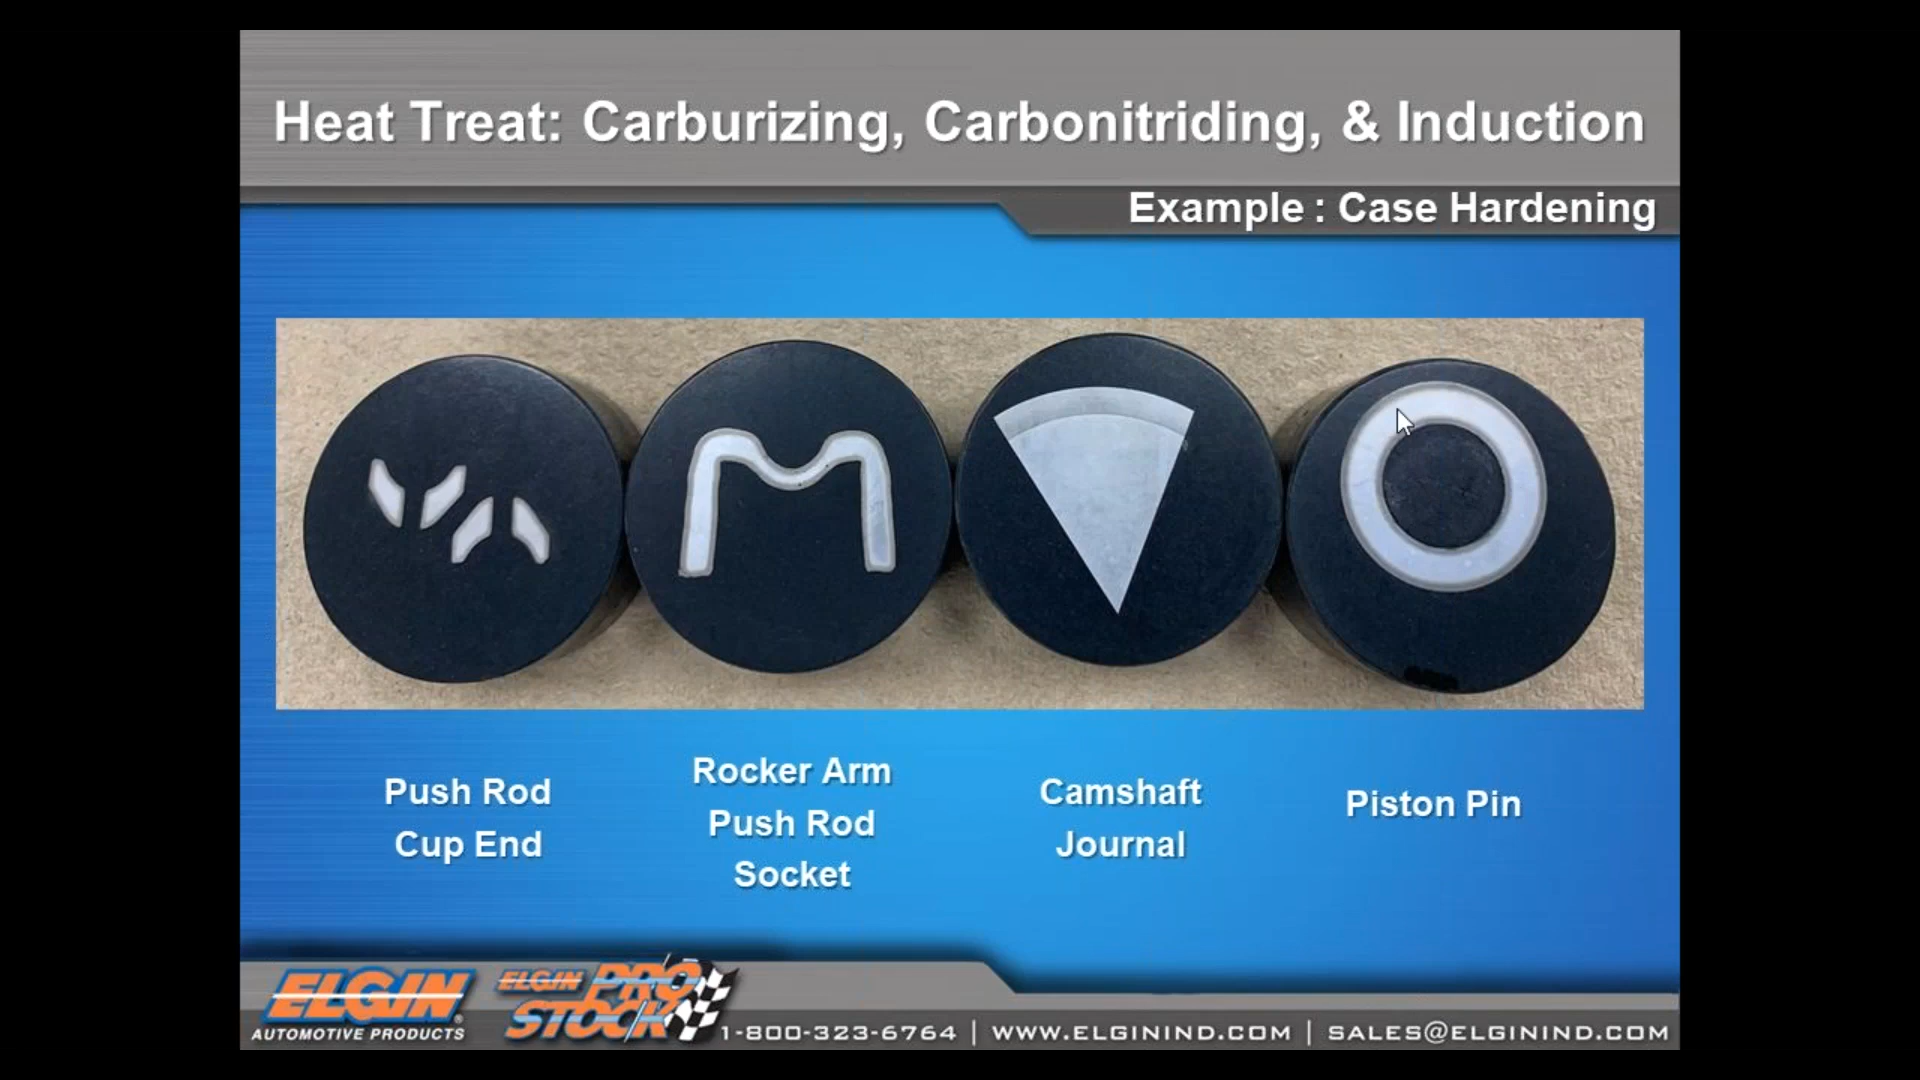 Heat Treat: Carburizing, Carbonitriding, & Induction
Example : Case Hardening
Push Rod
Cup End
Rocker Arm
Push Rod
Socket
Camshaft
Journal
Piston Pin
ELGIN
AUTOMOTIVE PRODUCTS
ELGIN PRO
STOCK
1-800-323-6764 | WWW.ELGININD.COM | SALES@ELGININD.COM